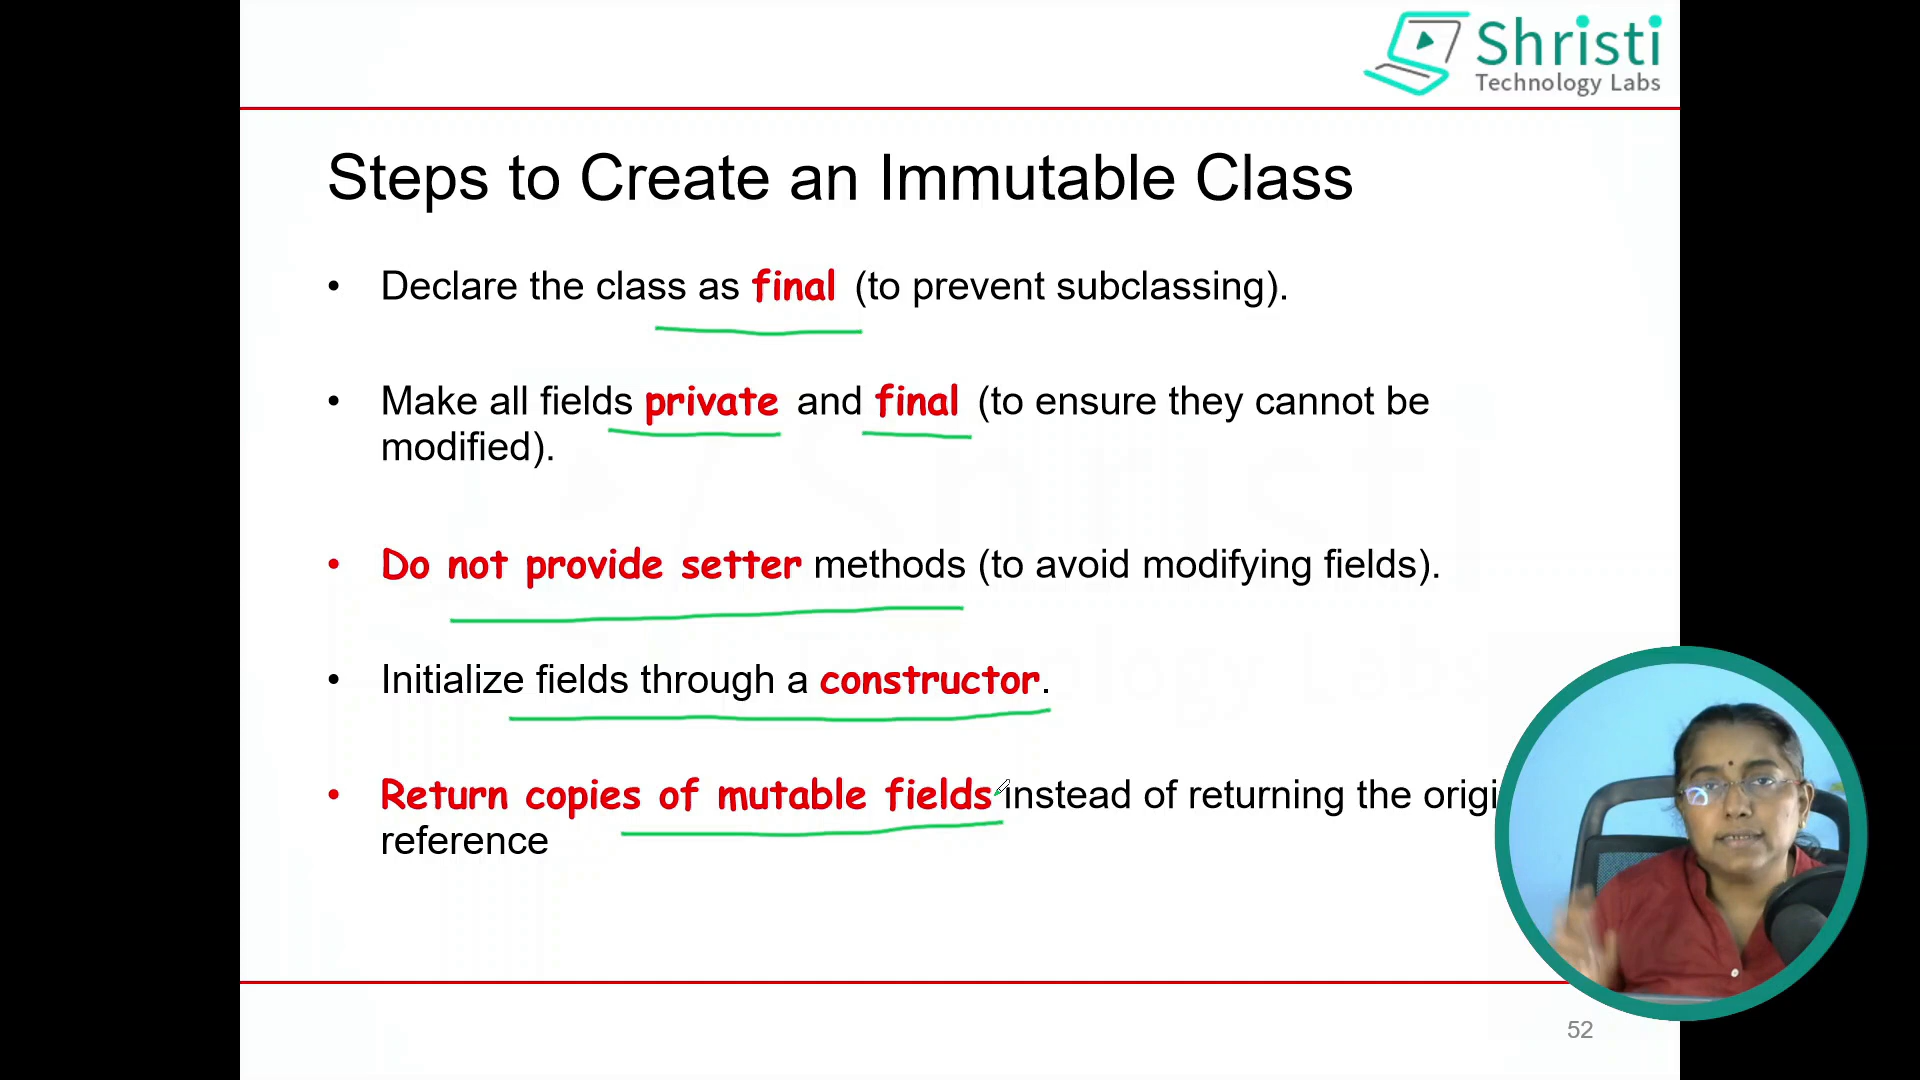 Shristi
Technology Labs
Steps to Create an Immutable Class
• Declare the class as final (to prevent subclassing).
• Make all fields private and final (to ensure they cannot be
modified).
• Do not provide setter methods (to avoid modifying fields).
• Initialize fields through a constructor.
• Return copies of mutable fields instead of returning the
reference
52